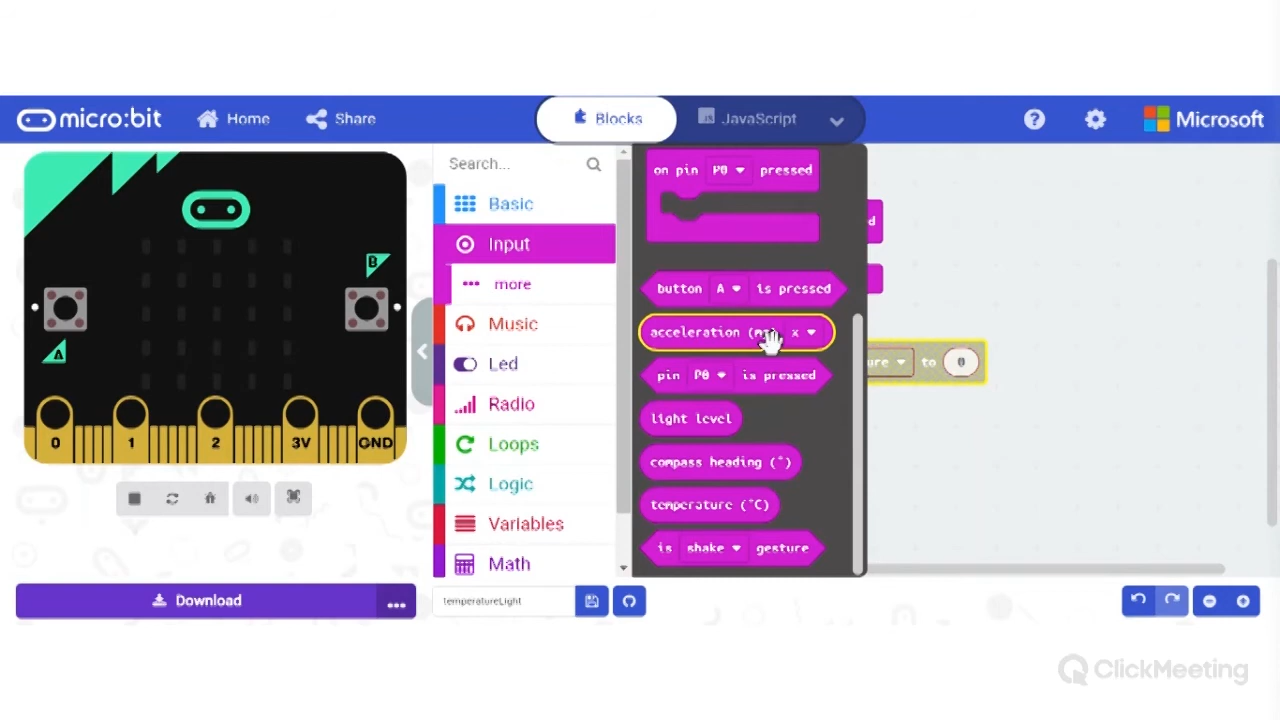 micro:bit
Home
Share
Blocks
JavaScript
Microsoft
B
A
0 1 2 3V GND
Download
Search...
Basic
Input
more
Music
Led
Radio
Loops
Logic
Variables
Math
temperatureLight
on pin P0 pressed
button A is pressed
acceleration (m x
pin P0 is pressed
light level
compass heading (°)
temperature (°C)
is shake gesture
d
ure to 0
ClickMeeting